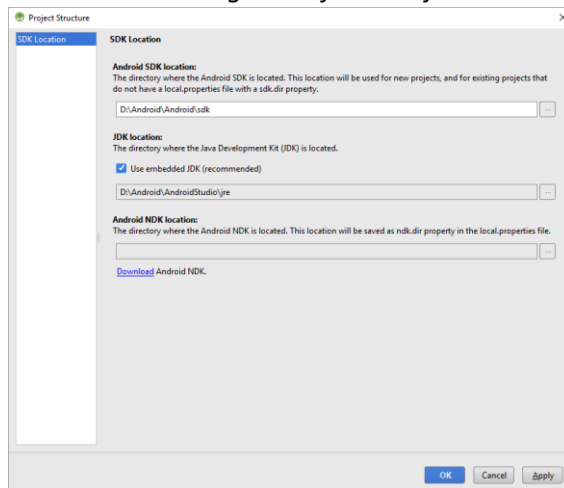 Project Structure
SDK Location
SDK Location
Android SDK location:
The directory where the Android SDK is located. This location will be used for new projects, and for existing projects that
do not have a local.properties file with a sdk.dir property.
D:\Android\Android\sdk
...
JDK location:
The directory where the Java Development Kit (JDK) is located.
Use embedded JDK (recommended)
D:\Android\AndroidStudio\jre
...
Android NDK location:
The directory where the Android NDK is located. This location will be saved as ndk.dir property in the local.properties file.
...
Download Android NDK.
OK Cancel Apply